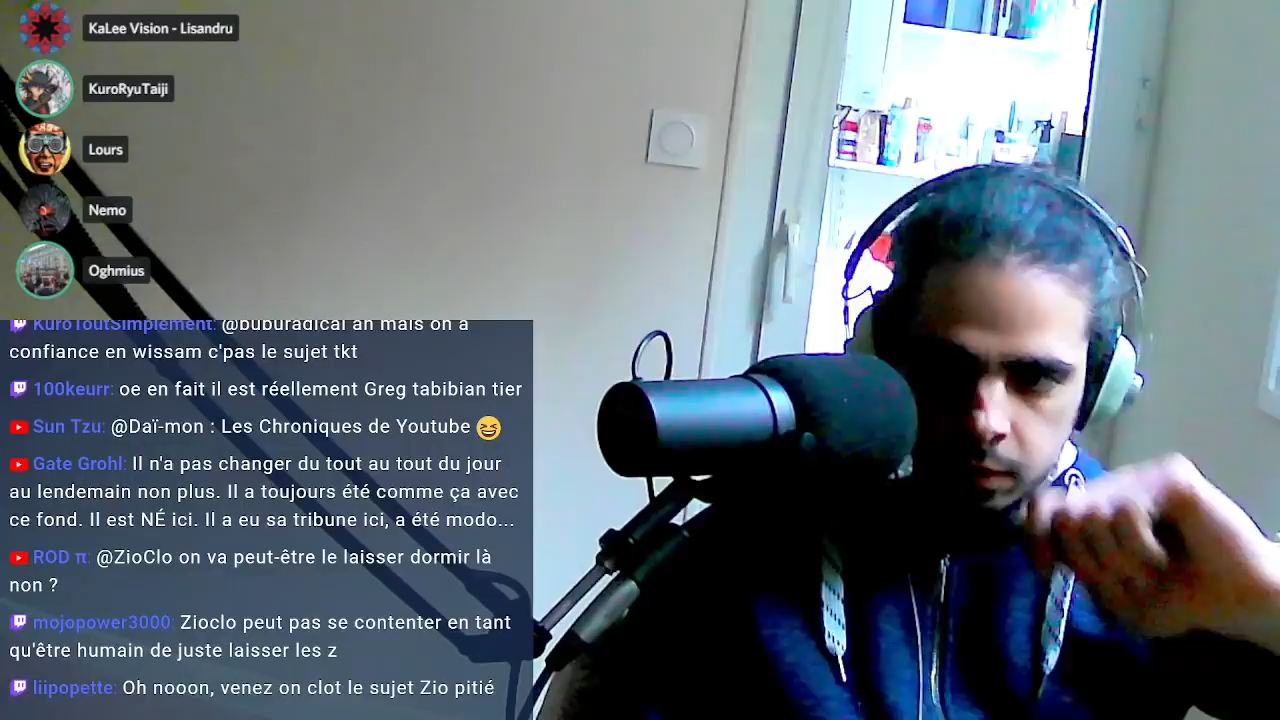 KaLee Vision - Lisandru
KuroRyuTaiji
Lours
Nemo
Oghmius
KuroToutSimplement: @buburadical ah mais on a
confiance en wissam c'pas le sujet tkt
100keurr: oe en fait il est réellement Greg tabibian tier
Sun Tzu: @Daï-mon : Les Chroniques de Youtube 😆
Gate Grohl: Il n'a pas changer du tout au tout du jour
au lendemain non plus. Il a toujours été comme ça avec
ce fond. Il est NÉ ici. Il a eu sa tribune ici, a été modo...
ROD π: @ZioClo on va peut-être le laisser dormir là
non ?
mojopower3000: Zioclo peut pas se contenter en tant
qu'être humain de juste laisser les z
liipopette: Oh nooon, venez on clot le sujet Zio pitié